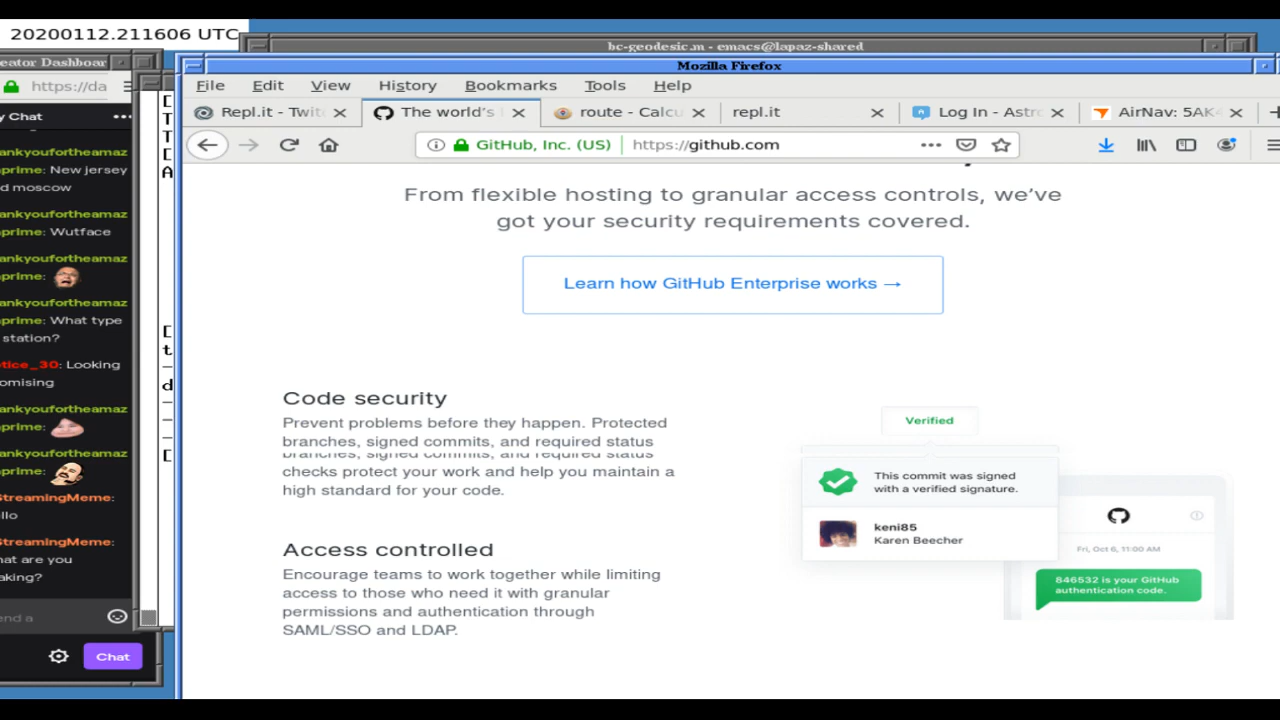 20200112.211606 UTC
bc-geodesic.m - emacs@lapaz-shared
eator Dashboar
Mozilla Firefox
https://da
File Edit View History Bookmarks Tools Help
y Chat
Repl.it - Twit
The world's
route - Calcu
repl.it
Log In - Astr
AirNav: 5AK
GitHub, Inc. (US)
https://github.com
ankyoufortheamaz
prime: New jersey
d moscow
ankyoufortheamaz
prime: Wutface
ankyoufortheamaz
prime:
ankyoufortheamaz
prime: What type
station?
tice_30: Looking
omising
ankyoufortheamaz
prime:
ankyoufortheamaz
prime:
StreamingMeme:
llo
StreamingMeme:
hat are you
aking?
end a
Chat
[
T
T
[
A
[
t
d
[
From flexible hosting to granular access controls, we've
got your security requirements covered.
Learn how GitHub Enterprise works →
Code security
Prevent problems before they happen. Protected
branches, signed commits, and required status
branches, signed commits, and required status
checks protect your work and help you maintain a
high standard for your code.
Access controlled
Encourage teams to work together while limiting
access to those who need it with granular
permissions and authentication through
SAML/SSO and LDAP.
Verified
This commit was signed
with a verified signature.
keni85
Karen Beecher
Fri, Oct 6, 11:00 AM
846532 is your GitHub
authentication code.